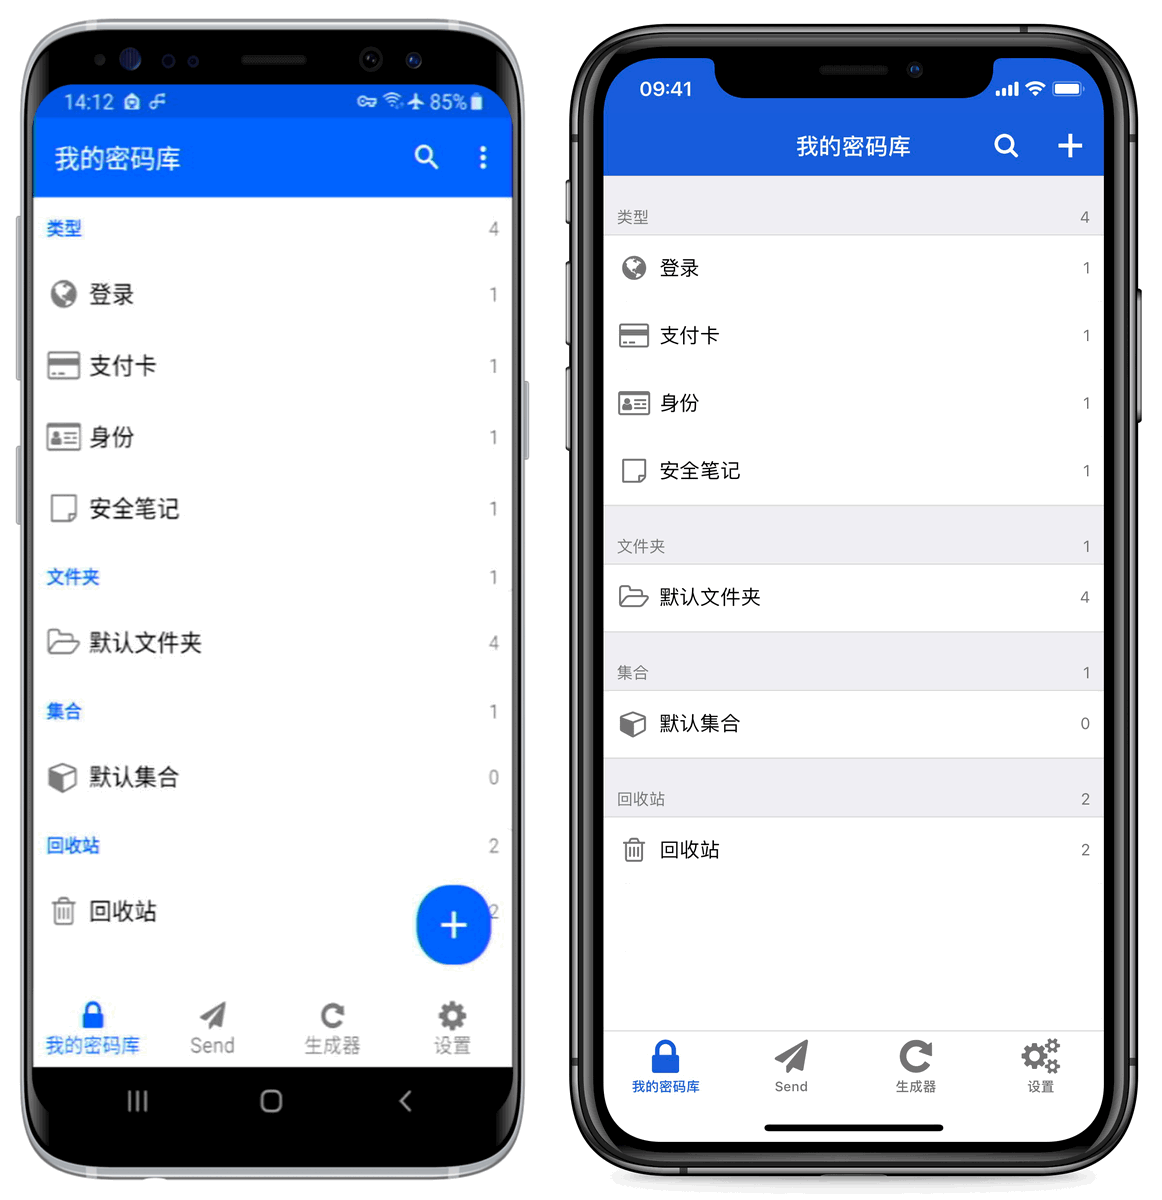 14:12 85%
我的密码库
类型 4
登录 1
支付卡 1
身份 1
安全笔记 1
文件夹 1
默认文件夹 4
集合 1
默认集合 0
回收站 2
回收站 2
我的密码库 Send 生成器 设置
09:41
我的密码库
类型 4
登录 1
支付卡 1
身份 1
安全笔记 1
文件夹 1
默认文件夹 4
集合 1
默认集合 0
回收站 2
回收站 2
我的密码库 Send 生成器 设置